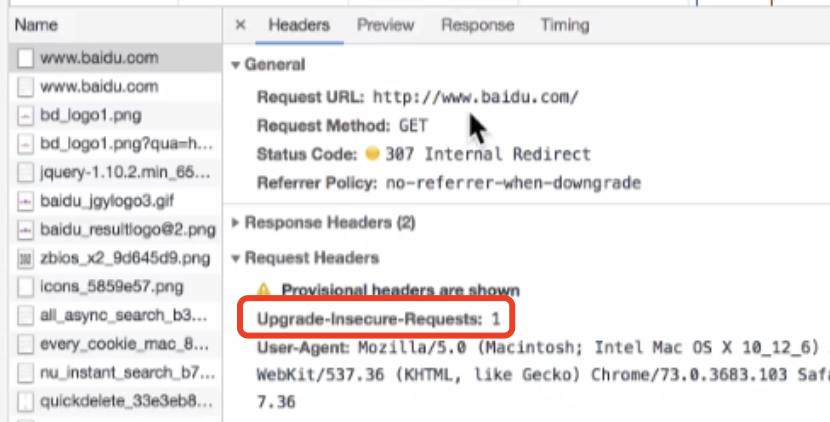 Name
× Headers Preview Response Timing
www.baidu.com
www.baidu.com
bd_logo1.png
bd_logo1.png?qua=h...
jquery-1.10.2.min_65...
baidu_jgylogo3.gif
baidu_resultlogo@2.png
zbios_x2_9d645d9.png
icons_5859e57.png
all_async_search_b3...
every_cookie_mac_8...
nu_instant_search_b7...
quickdelete_33e3eb8...
General
Request URL: http://www.baidu.com/
Request Method: GET
Status Code: 307 Internal Redirect
Referrer Policy: no-referrer-when-downgrade
Response Headers (2)
Request Headers
Provisional headers are shown
Upgrade-Insecure-Requests: 1
User-Agent: Mozilla/5.0 (Macintosh; Intel Mac OS X 10_12_6)
WebKit/537.36 (KHTML, like Gecko) Chrome/73.0.3683.103 Safa
7.36